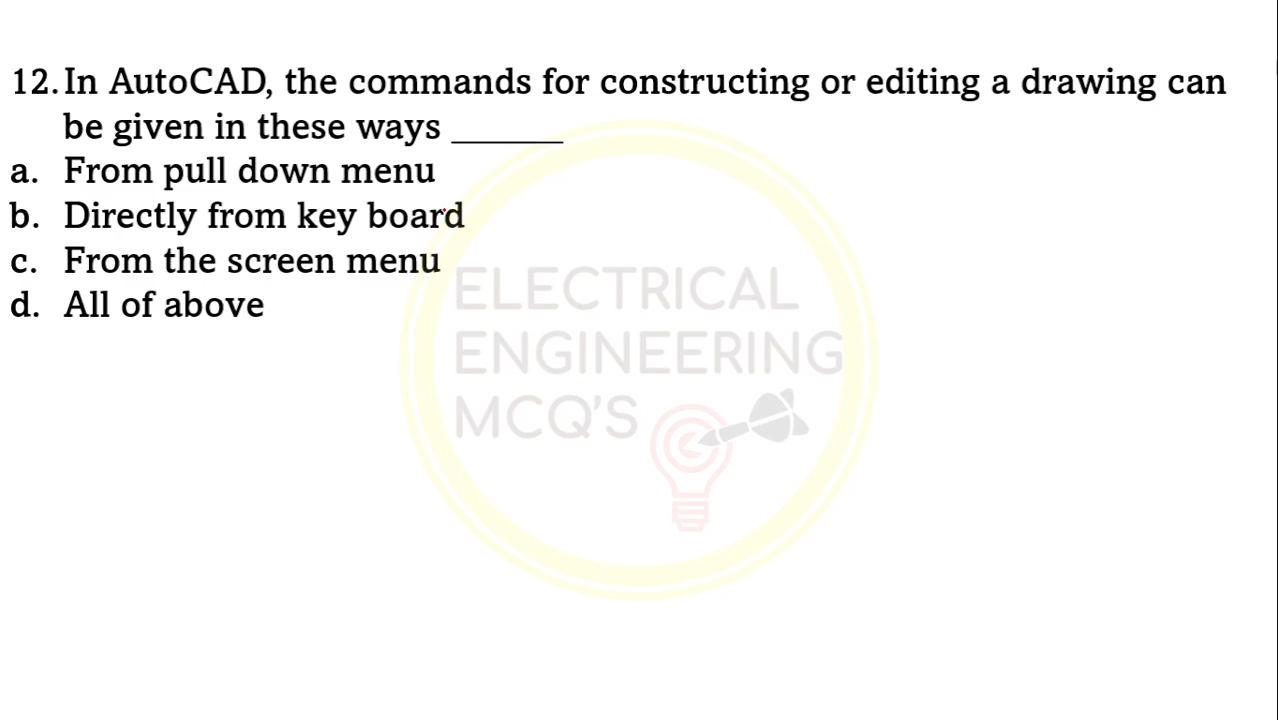 12. In AutoCAD, the commands for constructing or editing a drawing can
be given in these ways ______
a. From pull down menu
b. Directly from key board
c. From the screen menu
d. All of above
ELECTRICAL
ENGINEERING
MCQ'S